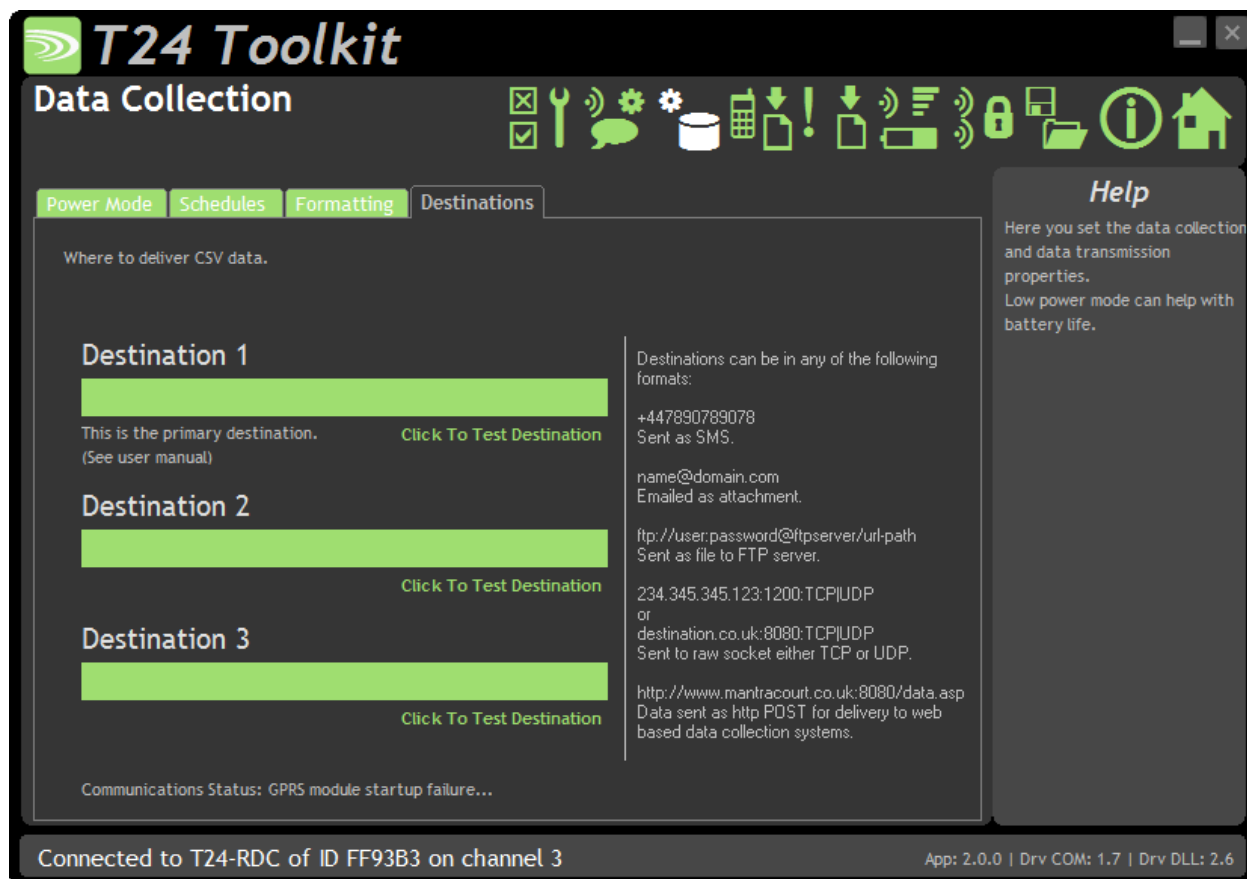 T24 Toolkit
Data Collection
Power Mode
Schedules
Formatting
Destinations
Where to deliver CSV data.
Destination 1
This is the primary destination.
(See user manual)
Click To Test Destination
Destination 2
Click To Test Destination
Destination 3
Click To Test Destination
Communications Status: GPRS module startup failure...
Destinations can be in any of the following
formats:
+447890789078
Sent as SMS.
name@domain.com
Emailed as attachment.
ftp://user:password@ftpserver/url-path
Sent as file to FTP server.
234.345.345.123:1200:TCP|UDP
or
destination.co.uk:8080:TCP|UDP
Sent to raw socket either TCP or UDP.
http://www.mantracourt.co.uk:8080/data.asp
Data sent as http POST for delivery to web
based data collection systems.
Help
Here you set the data collection
and data transmission
properties.
Low power mode can help with
battery life.
Connected to T24-RDC of ID FF93B3 on channel 3
App: 2.0.0 | Drv COM: 1.7 | Drv DLL: 2.6